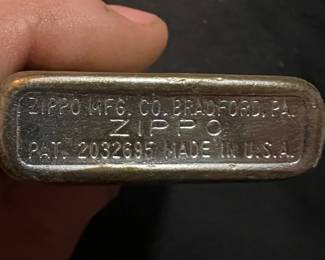 ZIPPO MFG. CO. BRADFORD, PA.
ZIPPO
PAT. 2032695 MADE IN U.S.A.